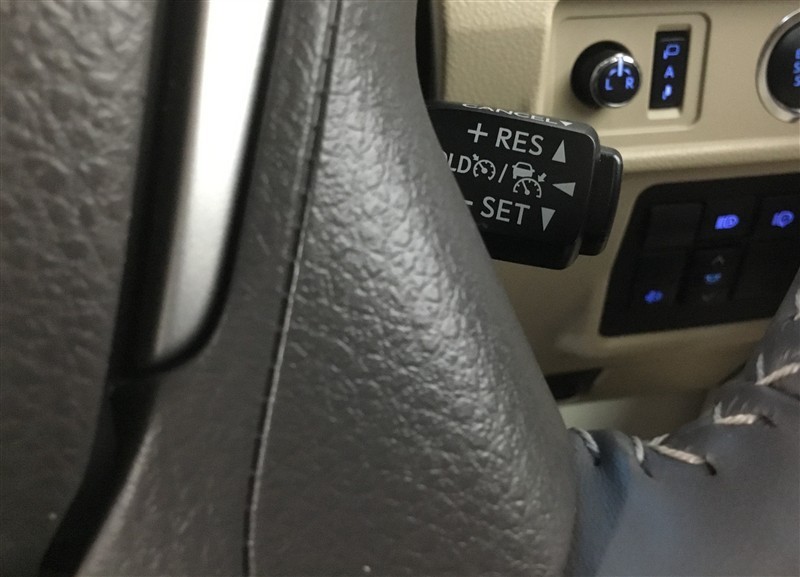 CANCEL
+ RES ▲
/
- SET ▼
L R
A